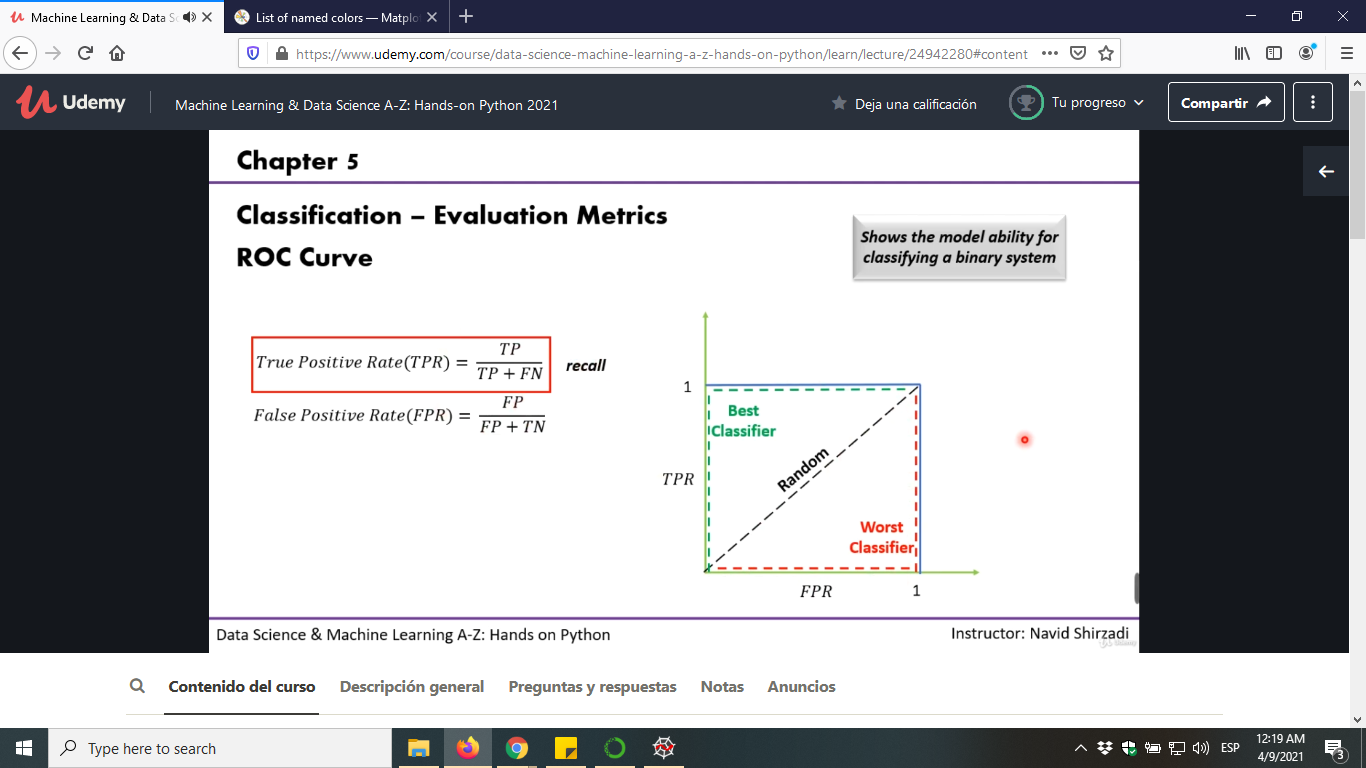 Machine Learning & Data Sc
List of named colors — Matplo
https://www.udemy.com/course/data-science-machine-learning-a-z-hands-on-python/learn/lecture/24942280#content
Udemy
Machine Learning & Data Science A-Z: Hands-on Python 2021
Deja una calificación
Tu progreso
Compartir
Chapter 5
Classification – Evaluation Metrics
ROC Curve
Shows the model ability for
classifying a binary system
True Positive Rate(TPR) = TP / TP + FN
recall
False Positive Rate(FPR) = FP / FP + TN
1
Best
Classifier
Random
TPR
Worst
Classifier
FPR
1
Data Science & Machine Learning A-Z: Hands on Python
Instructor: Navid Shirzadi
Udemy
Contenido del curso
Descripción general
Preguntas y respuestas
Notas
Anuncios
Type here to search
ESP
12:19 AM
4/9/2021
3